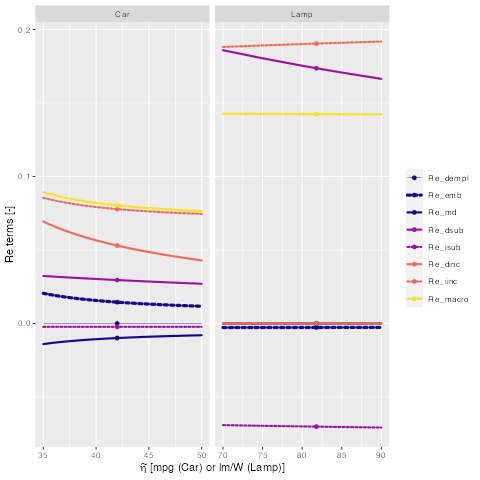 Car
Lamp
0.2
0.1
0.0
Re terms [-]
35
40
45
50
70
75
80
85
90
η̃ [mpg (Car) or lm/W (Lamp)]
Re_dempl
Re_emb
Re_md
Re_dsub
Re_isub
Re_dinc
Re_iinc
Re_macro